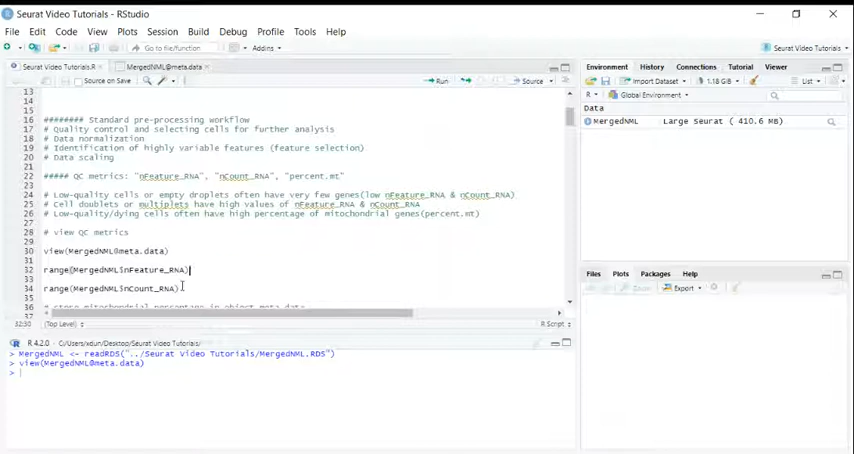 Seurat Video Tutorials - RStudio
File Edit Code View Plots Session Build Debug Profile Tools Help
Go to file/function Addins Seurat Video Tutorials
Seurat Video Tutorials.R MergedNML@meta.data
Source on Save Run Source
13
14
15
16 ######## Standard pre-processing workflow
17 # Quality control and selecting cells for further analysis
18 # Data normalization
19 # Identification of highly variable features (feature selection)
20 # Data scaling
21
22 ##### QC metrics: "nFeature_RNA", "nCount_RNA", "percent.mt"
23
24 # Low-quality cells or empty droplets often have very few genes(low nFeature_RNA & nCount_RNA)
25 # Cell doublets or multiplets have high values of nFeature_RNA & nCount_RNA
26 # Low-quality/dying cells often have high percentage of mitochondrial genes(percent.mt)
27
28 # view QC metrics
29
30 view(MergedNML@meta.data)
31
32 range(MergedNML$nFeature_RNA)
33
34 range(MergedNML$nCount_RNA)
35
36 # store mitochondrial percentage in object meta data
37
32:30 (Top Level) R Script
R 4.2.0 · C:/Users/xdun/Desktop/Seurat Video Tutorials/
> MergedNML <- readRDS("../Seurat Video Tutorials/MergedNML.RDS")
> view(MergedNML@meta.data)
>
Environment History Connections Tutorial Viewer
Import Dataset 1.18 GiB List
R Global Environment
Data
MergedNML Large Seurat ( 410.6 MB)
Files Plots Packages Help
Zoom Export